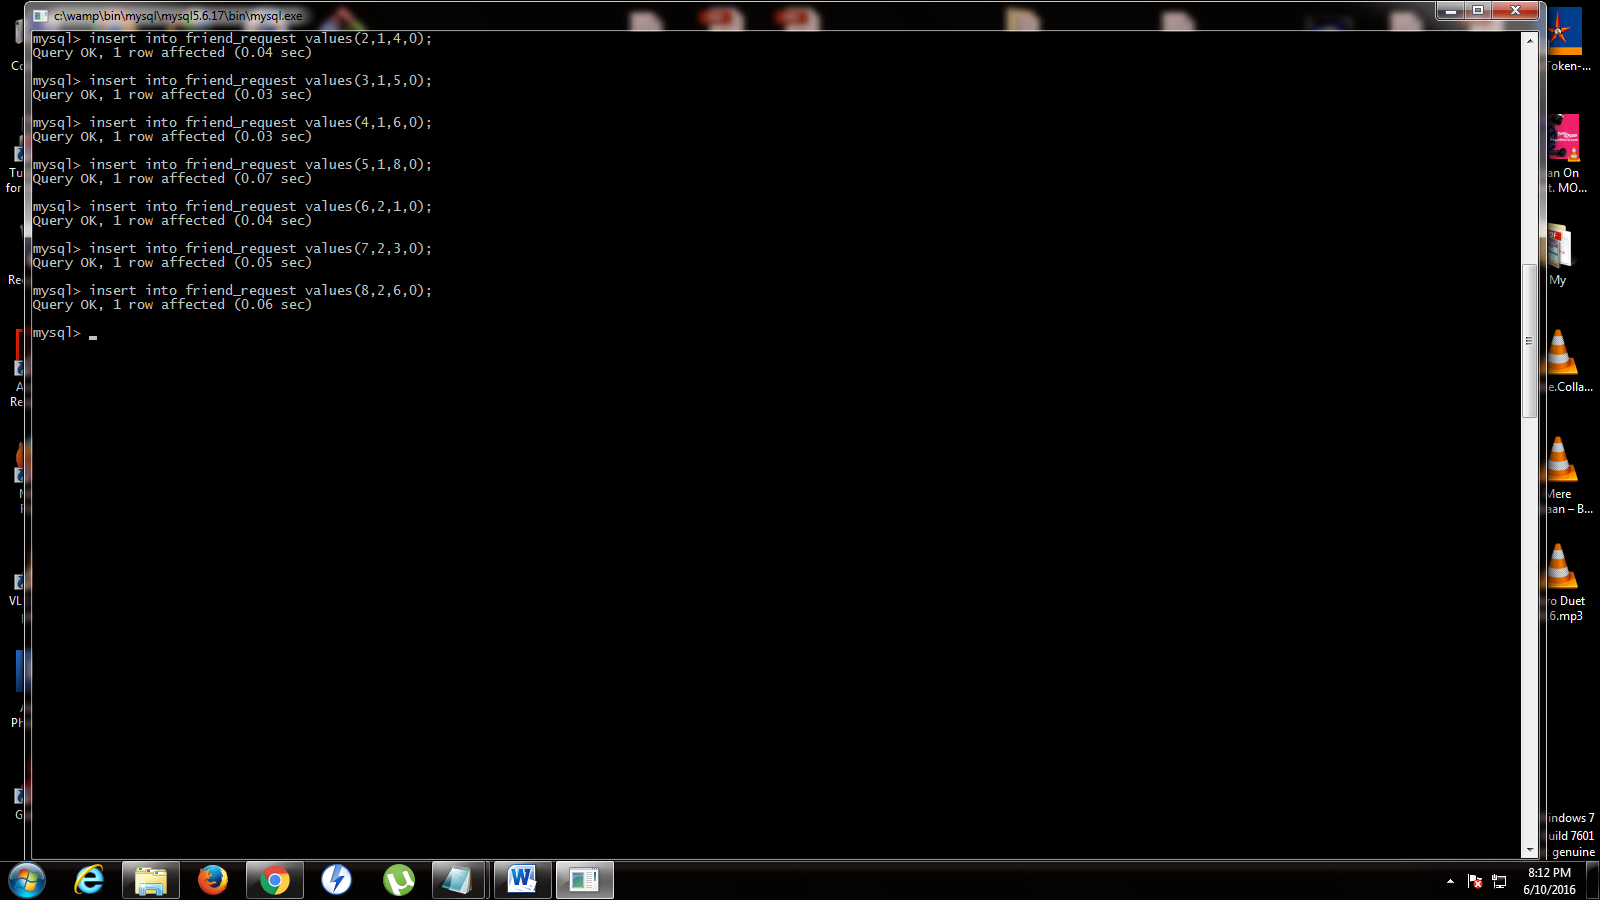 c:\wamp\bin\mysql\mysql5.6.17\bin\mysql.exe
mysql> insert into friend_request values(2,1,4,0);
Query OK, 1 row affected (0.04 sec)
mysql> insert into friend_request values(3,1,5,0);
Query OK, 1 row affected (0.03 sec)
mysql> insert into friend_request values(4,1,6,0);
Query OK, 1 row affected (0.03 sec)
mysql> insert into friend_request values(5,1,8,0);
Query OK, 1 row affected (0.07 sec)
mysql> insert into friend_request values(6,2,1,0);
Query OK, 1 row affected (0.04 sec)
mysql> insert into friend_request values(7,2,3,0);
Query OK, 1 row affected (0.05 sec)
mysql> insert into friend_request values(8,2,6,0);
Query OK, 1 row affected (0.06 sec)
mysql>
Co
Tu
for
Rec
A
Re
VL
Ph
G
Token-...
an On
t. MO...
My
e.Colla...
Mere
aan – B...
ro Duet
6.mp3
indows 7
uild 7601
genuine
8:12 PM
6/10/2016